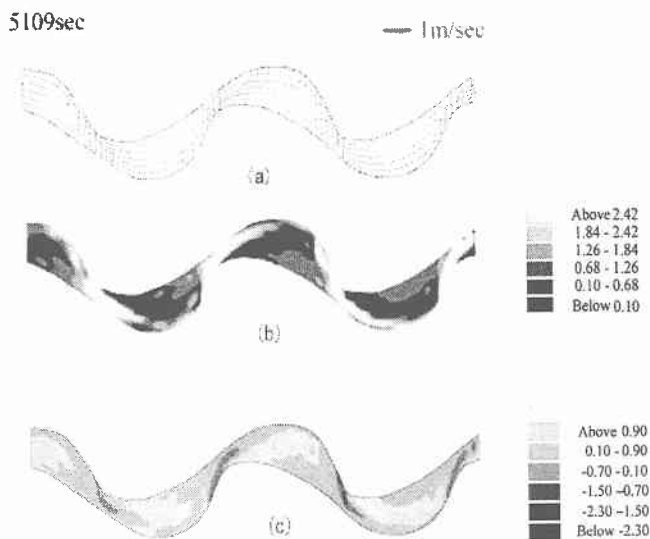 5109sec
1m/sec
(a)
Above 2.42
1.84 - 2.42
1.26 - 1.84
0.68 - 1.26
0.10 - 0.68
Below 0.10
(b)
Above 0.90
0.10 - 0.90
-0.70 - 0.10
-1.50 -0.70
-2.30 -1.50
Below -2.30
(c)